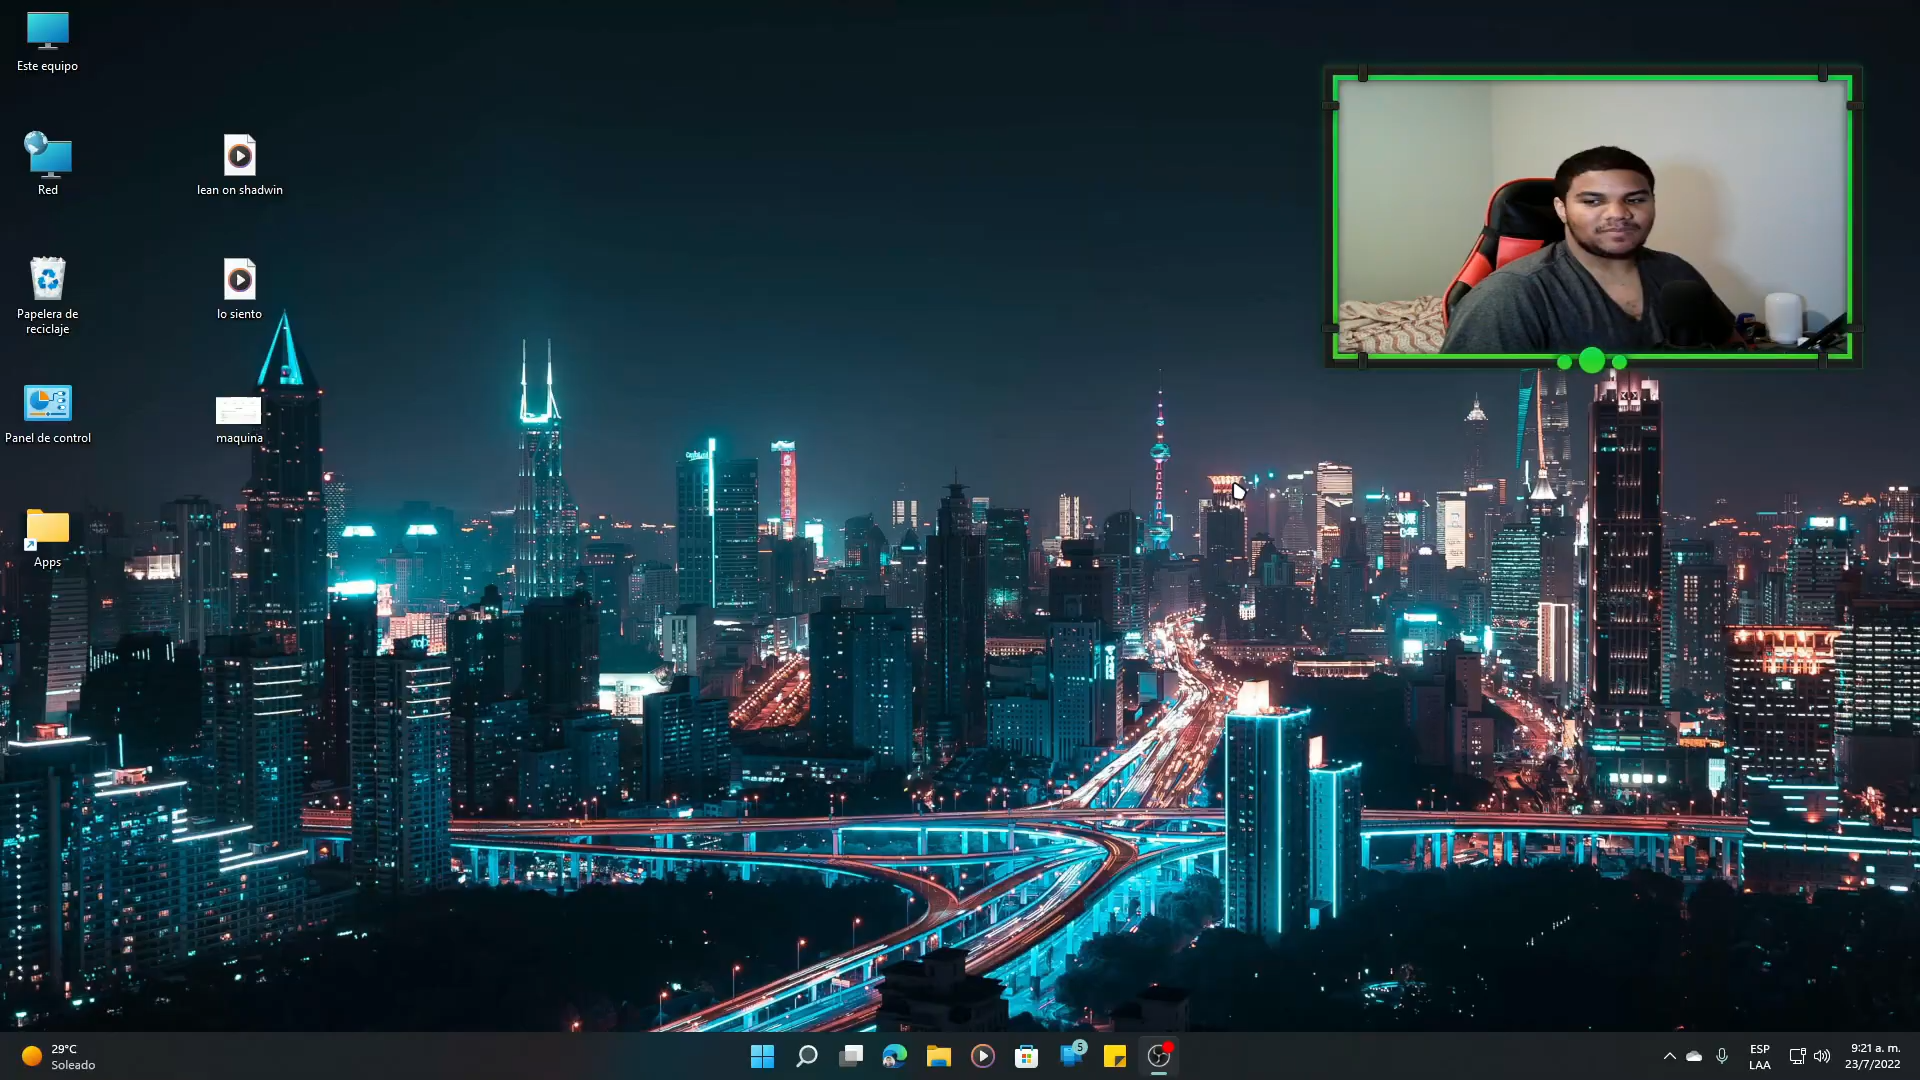 Este equipo
Red
lean on shadwin
Papelera de
reciclaje
lo siento
Panel de control
maquina
Apps
29°C
Soleado
5
ESP
LAA
9:21 a. m.
23/7/2022